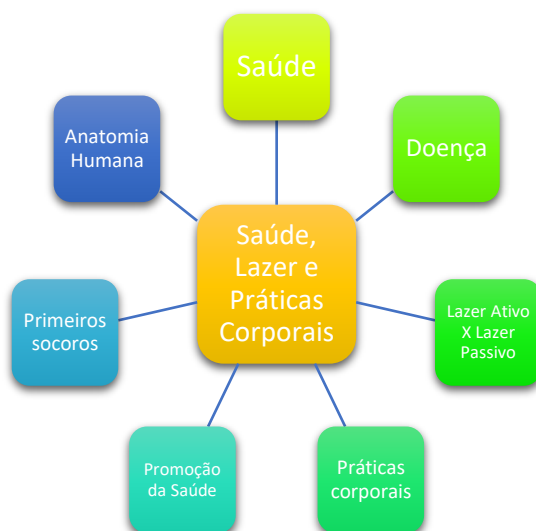 Saúde
Anatomia
Humana
Doença
Saúde,
Lazer e
Práticas
Corporais
Primeiros
socoros
Lazer Ativo
X Lazer
Passivo
Promoção
da Saúde
Práticas
corporais